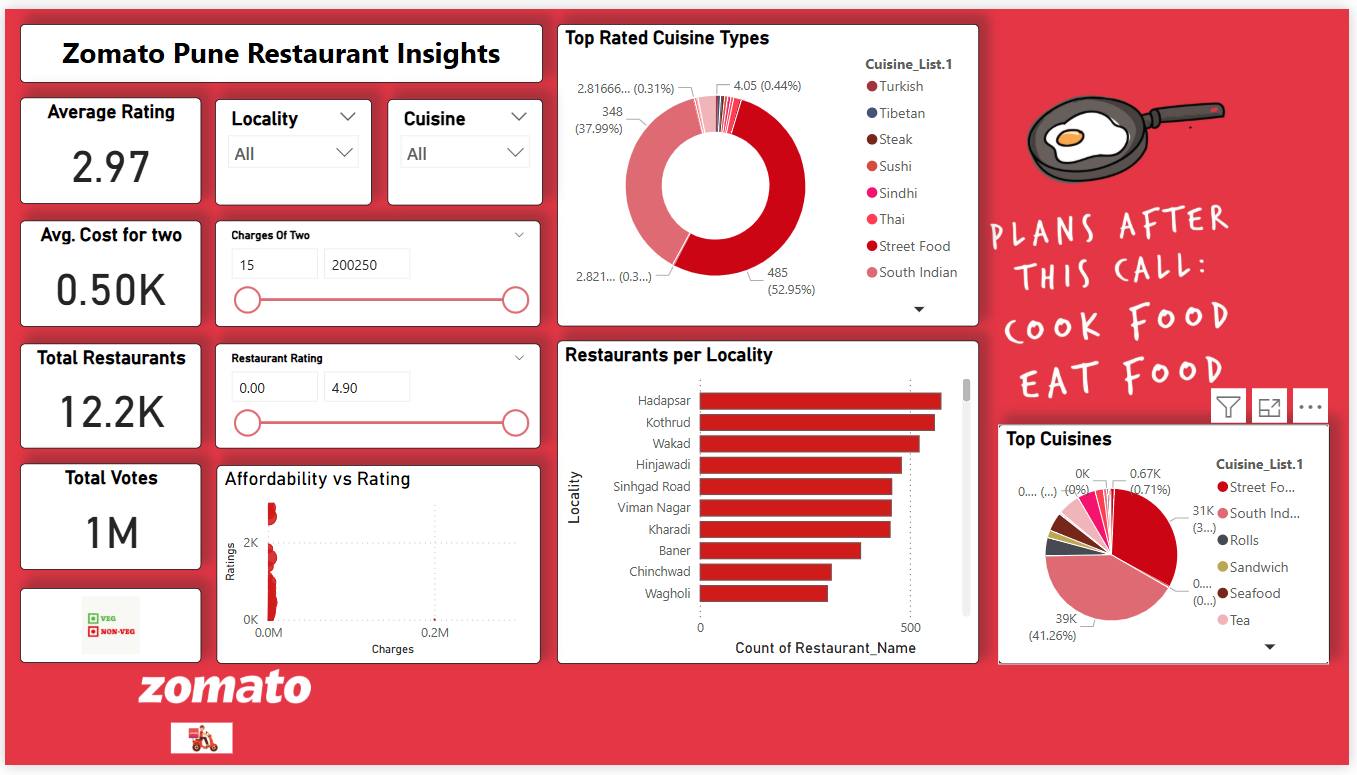 Zomato Pune Restaurant Insights
Average Rating
2.97
Locality
All
Cuisine
All
Avg. Cost for two
0.50K
Charges Of Two
15
200250
Total Restaurants
12.2K
Restaurant Rating
0.00
4.90
Total Votes
1M
VEG
NON-VEG
Affordability vs Rating
Ratings
2K
0K
0.0M
0.2M
Charges
zomato
Top Rated Cuisine Types
2.81666... (0.31%)
4.05 (0.44%)
348
(37.99%)
2.821... (0.3...)
485
(52.95%)
Cuisine_List.1
Turkish
Tibetan
Steak
Sushi
Sindhi
Thai
Street Food
South Indian
Restaurants per Locality
Locality
Hadapsar
Kothrud
Wakad
Hinjawadi
Sinhgad Road
Viman Nagar
Kharadi
Baner
Chinchwad
Wagholi
0
500
Count of Restaurant_Name
PLANS AFTER
THIS CALL:
COOK FOOD
EAT FOOD
Top Cuisines
0K
(0%)
0.67K
(0.71%)
0.... (...)
31K
(3...)
0....
(0...)
39K
(41.26%)
Cuisine_List.1
Street Fo...
South Ind...
Rolls
Sandwich
Seafood
Tea